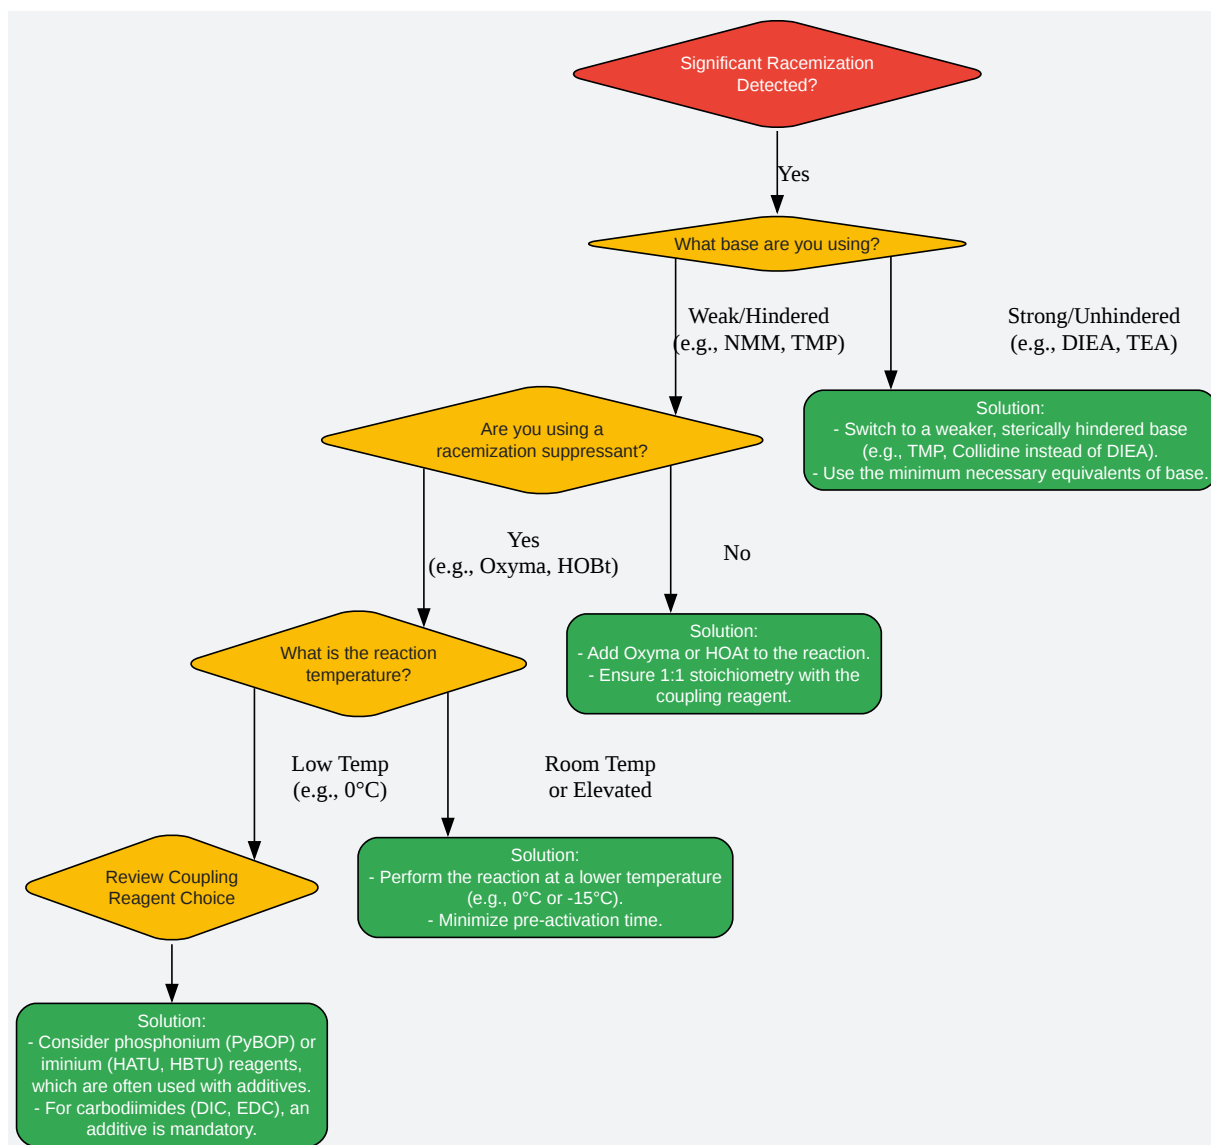 Significant Racemization
Detected?
Yes
What base are you using?
Weak/Hindered
(e.g., NMM, TMP)
Strong/Unhindered
(e.g., DIEA, TEA)
Solution:
- Switch to a weaker, sterically hindered base
(e.g., TMP, Collidine instead of DIEA).
- Use the minimum necessary equivalents of base.
Are you using a
racemization suppressant?
Yes
(e.g., Oxyma, HOBt)
No
Solution:
- Add Oxyma or HOAt to the reaction.
- Ensure 1:1 stoichiometry with the
coupling reagent.
What is the reaction
temperature?
Low Temp
(e.g., 0°C)
Room Temp
or Elevated
Solution:
- Perform the reaction at a lower temperature
(e.g., 0°C or -15°C).
- Minimize pre-activation time.
Review Coupling
Reagent Choice
Solution:
- Consider phosphonium (PyBOP) or
iminium (HATU, HBTU) reagents,
which are often used with additives.
- For carbodiimides (DIC, EDC), an
additive is mandatory.